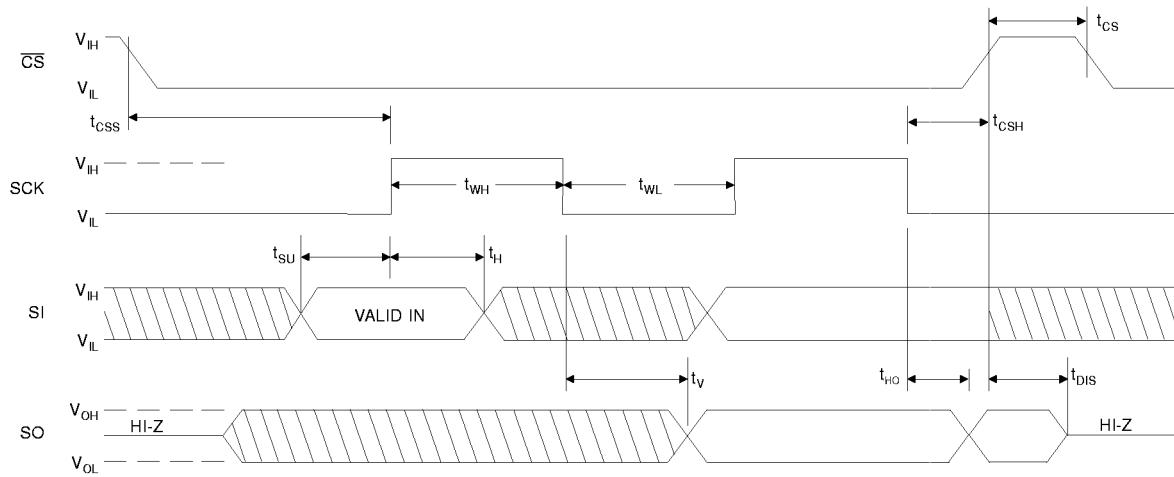 t_CS
V_IH
C̅S̅
V_IL
t_CSS
t_CSH
V_IH
SCK
t_WH
t_WL
V_IL
t_SU
t_H
V_IH
SI
VALID IN
V_IL
t_V
t_HO
t_DIS
V_OH
SO
HI-Z
HI-Z
V_OL